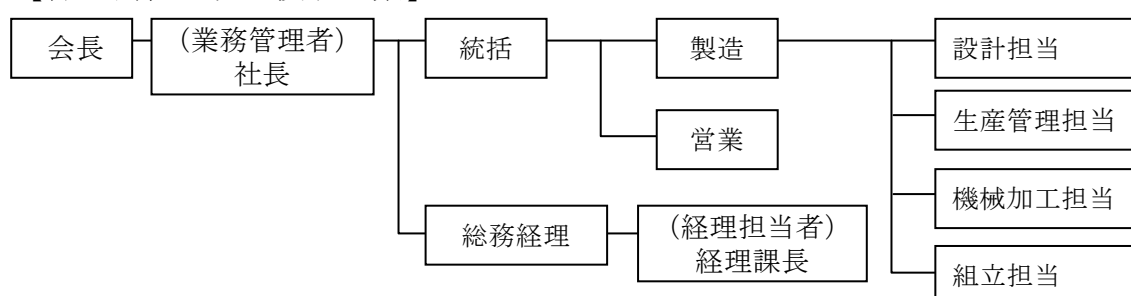 会長
(業務管理者)
社長
統括
製造
設計担当
生産管理担当
営業
機械加工担当
総務経理
(経理担当者)
経理課長
組立担当